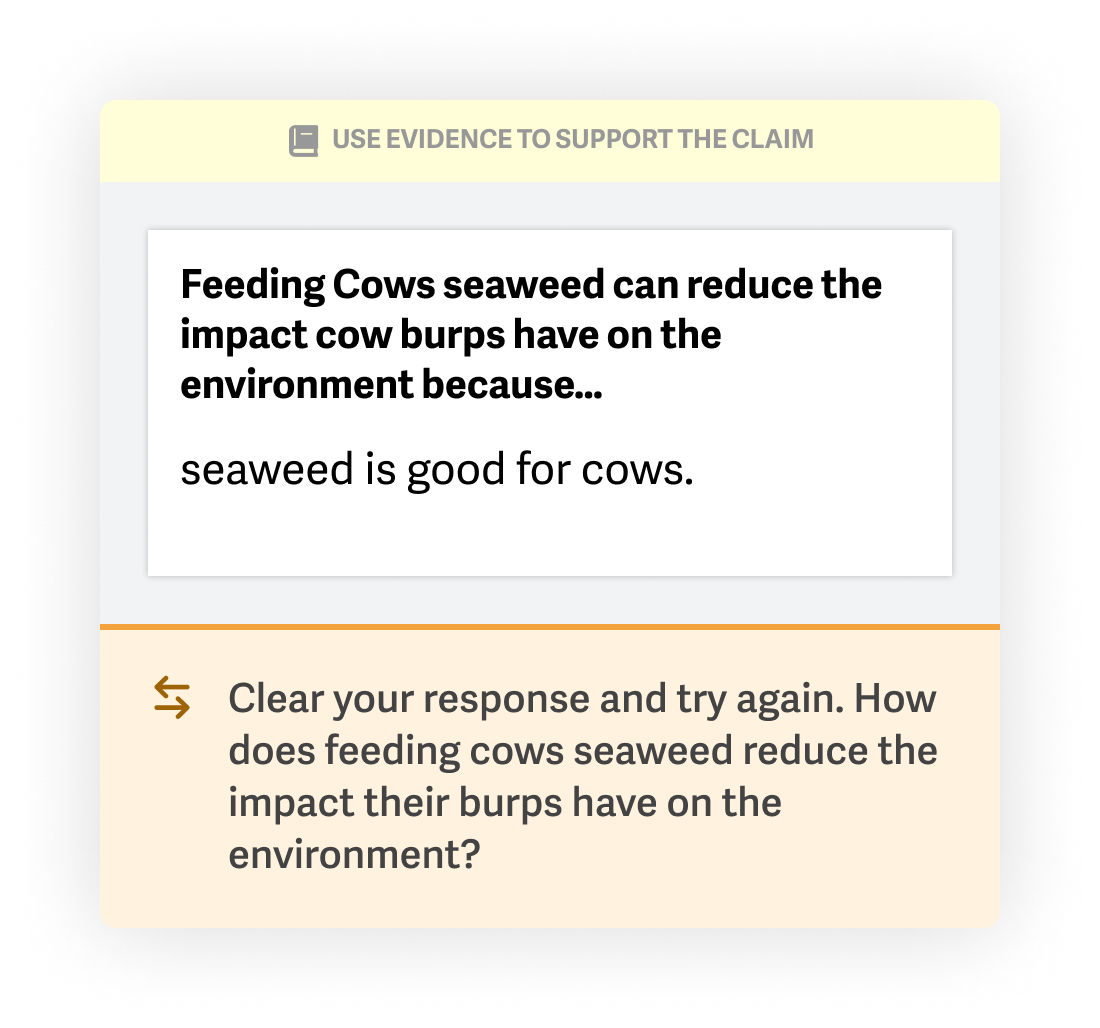 USE EVIDENCE TO SUPPORT THE CLAIM
Feeding Cows seaweed can reduce the
impact cow burps have on the
environment because...
seaweed is good for cows.
Clear your response and try again. How
does feeding cows seaweed reduce the
impact their burps have on the
environment?